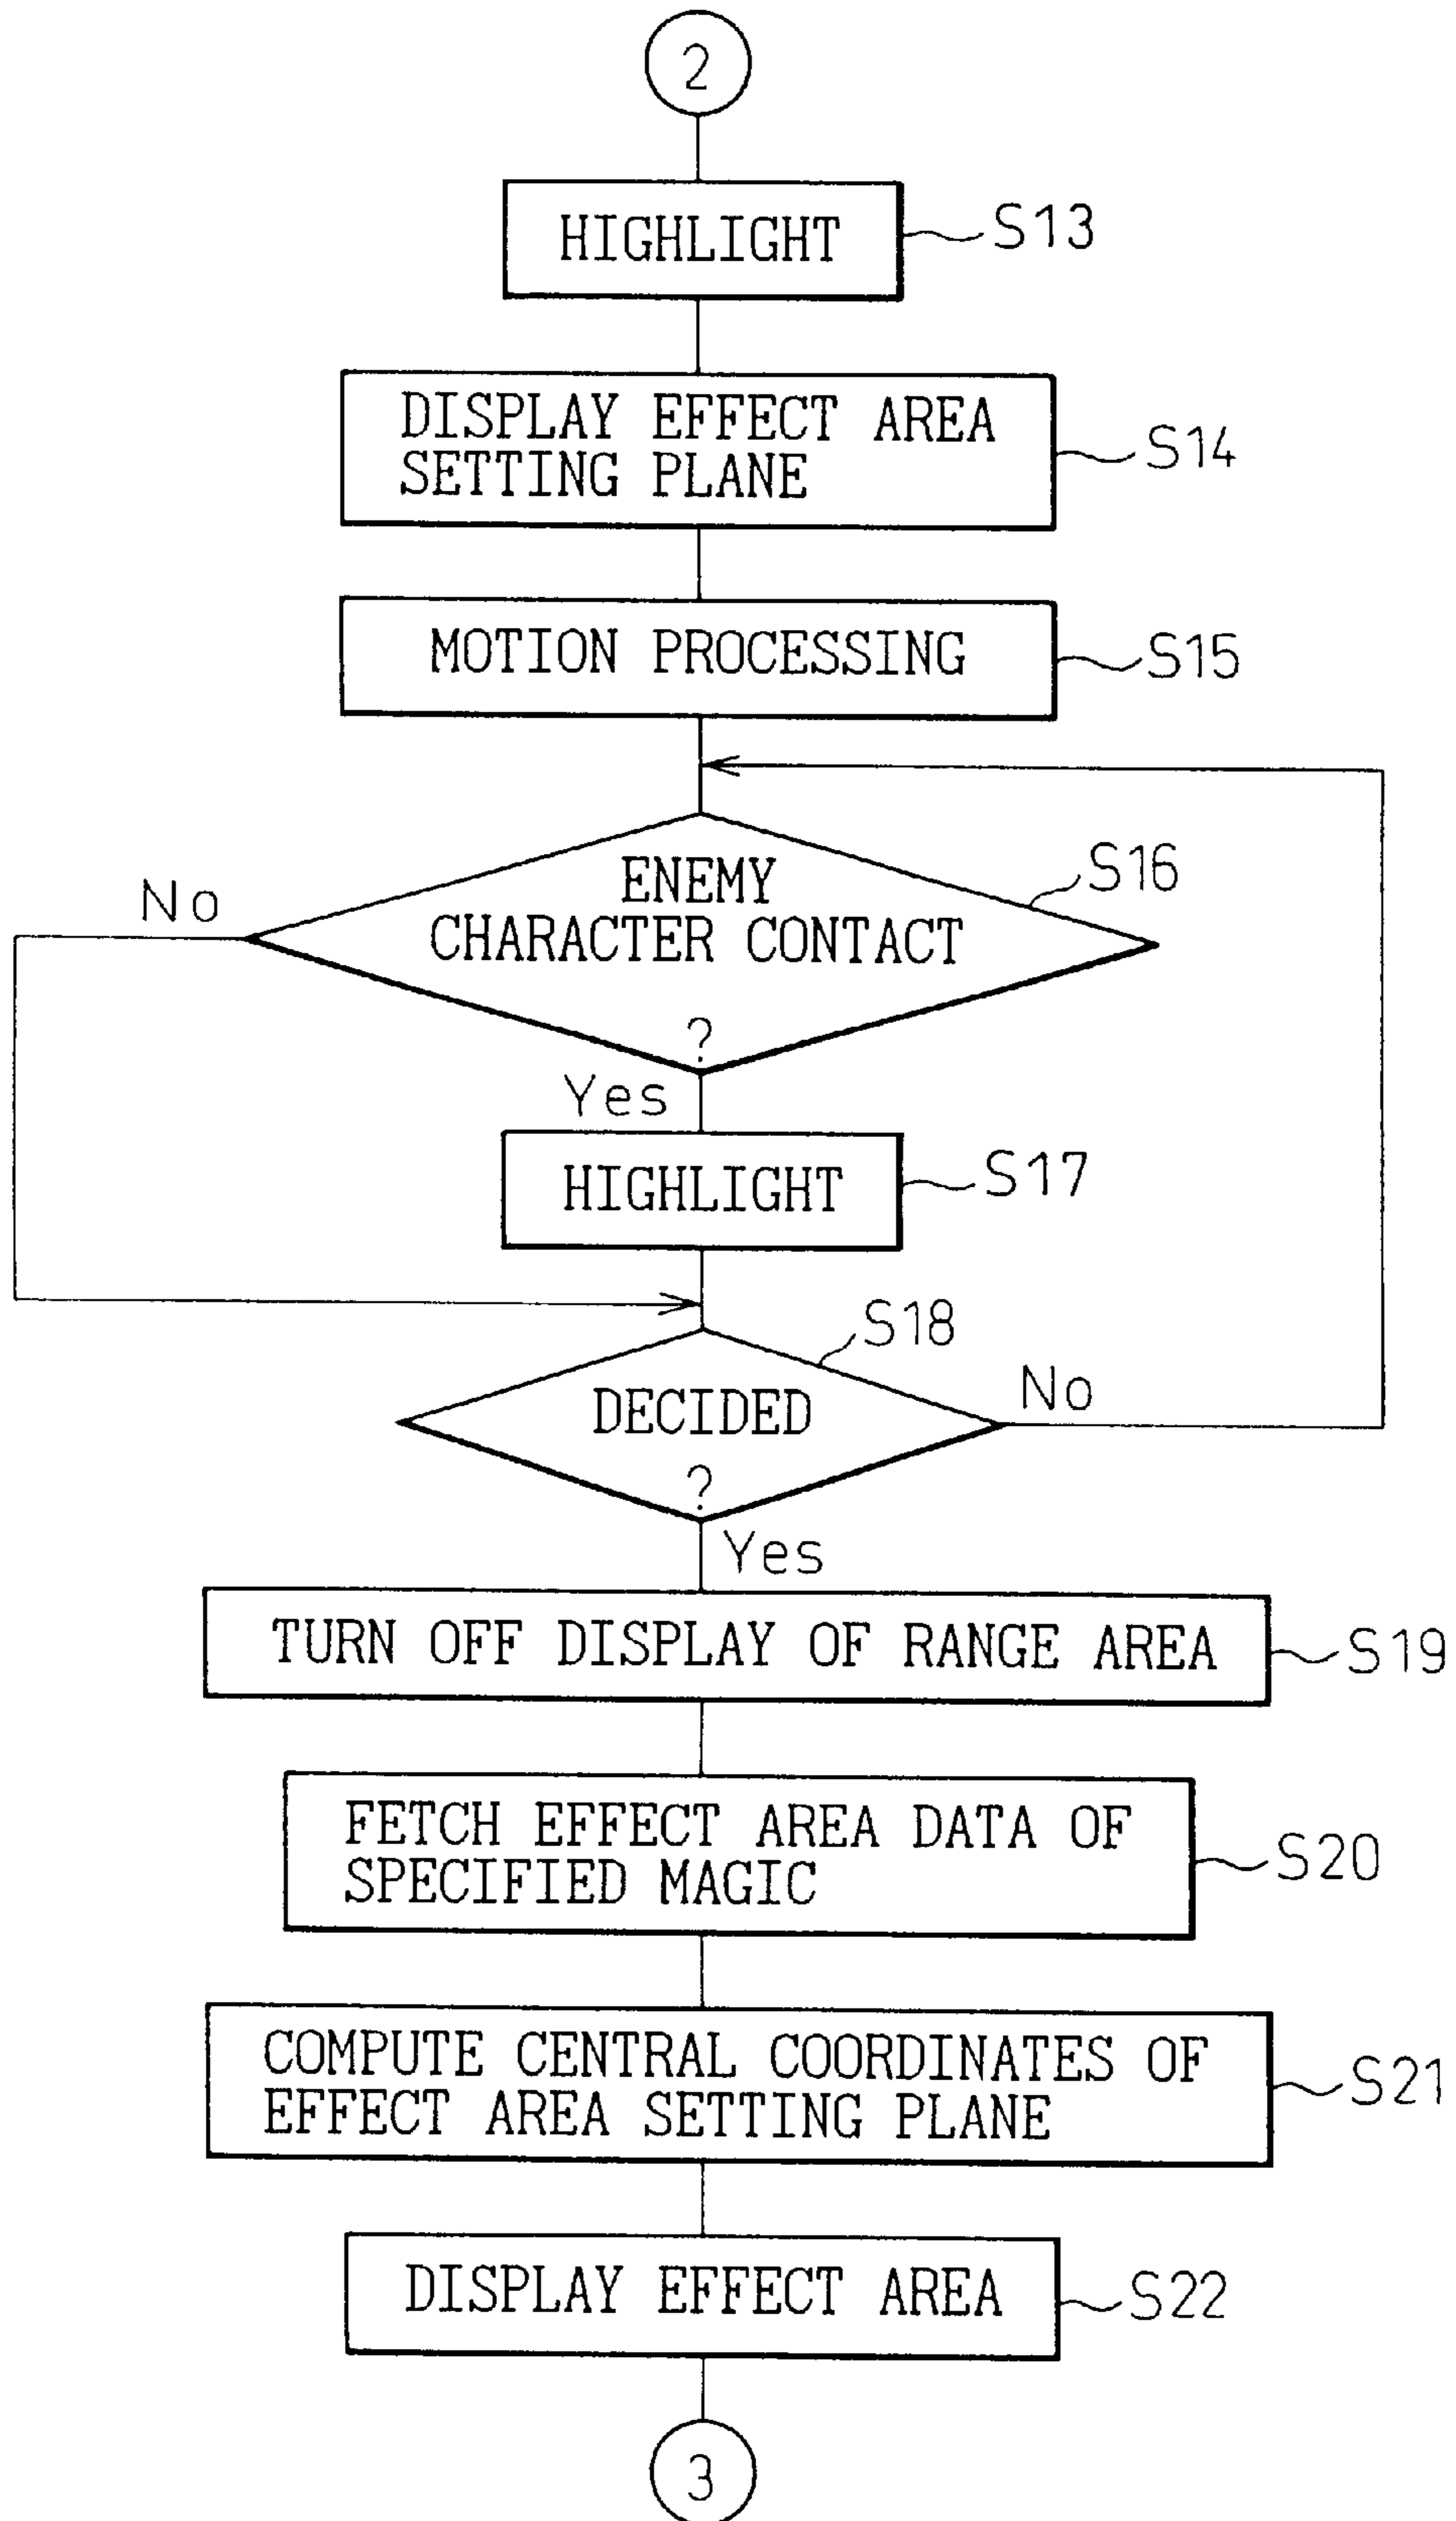 2
HIGHLIGHT
S13
DISPLAY EFFECT AREA
SETTING PLANE
S14
MOTION PROCESSING
S15
ENEMY
CHARACTER CONTACT
?
S16
No
Yes
HIGHLIGHT
S17
S18
DECIDED
?
No
Yes
TURN OFF DISPLAY OF RANGE AREA
S19
FETCH EFFECT AREA DATA OF
SPECIFIED MAGIC
S20
COMPUTE CENTRAL COORDINATES OF
EFFECT AREA SETTING PLANE
S21
DISPLAY EFFECT AREA
S22
3